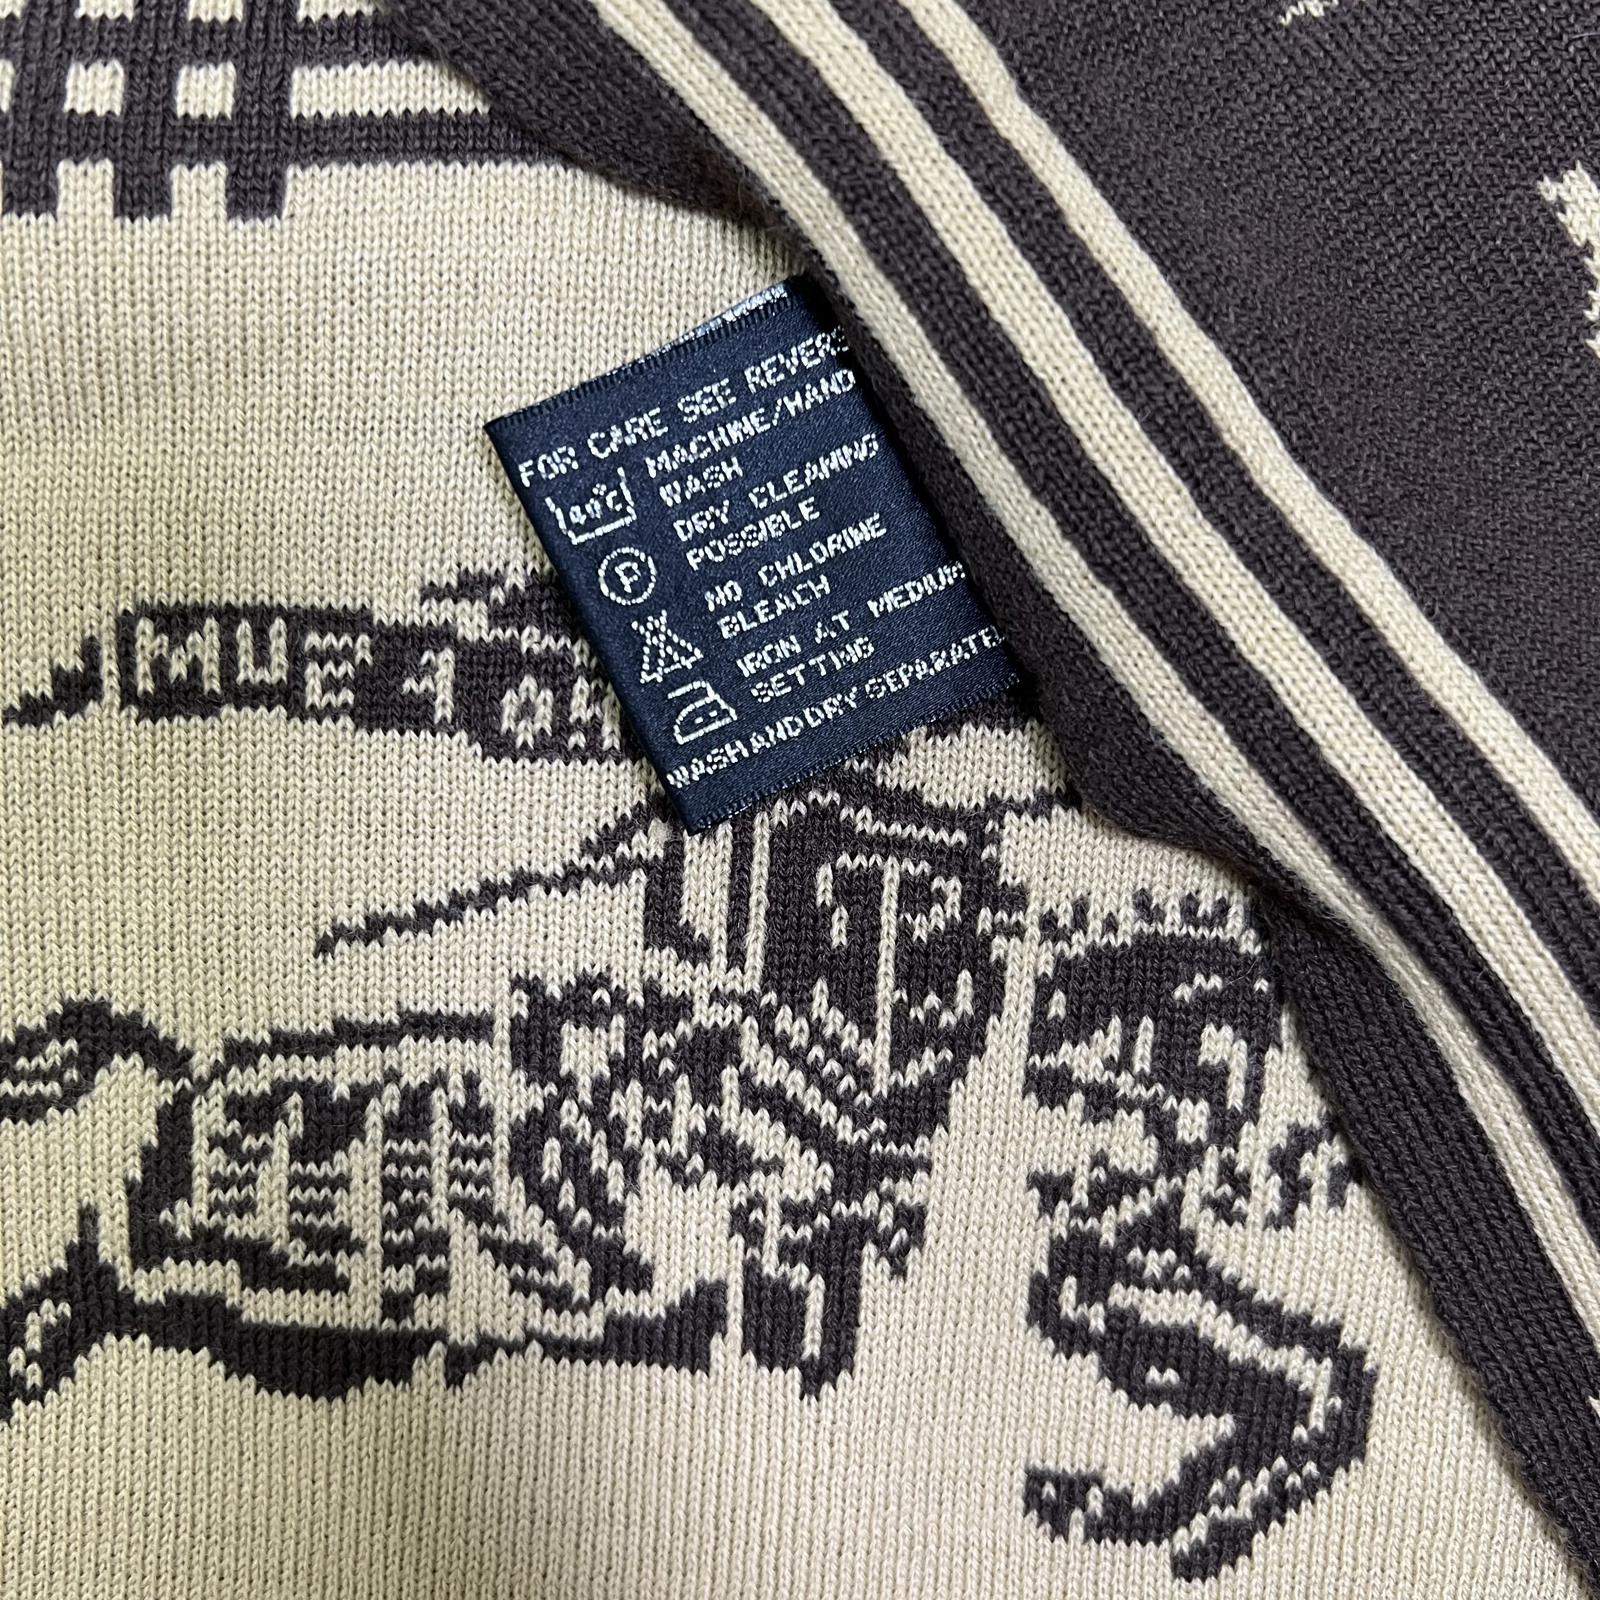 FOR CARE SEE REVERS
MACHINE/HAND
WASH
40°C
DRY CLEANING
POSSIBLE
P
NO CHLORINE
BLEACH
IRON AT MEDIUM
SETTING
WASH AND DRY SEPARATEL